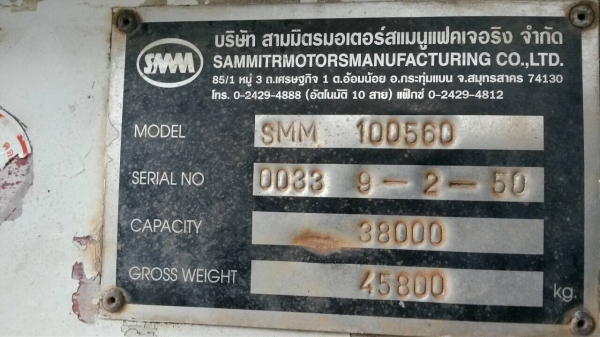 บริษัท สามมิตรมอเตอร์สแมนูแฟคเจอริง จำกัด
SMM
SAMMITRMOTORSMANUFACTURING CO.,LTD.
85/1 หมู่ 3 ถ.เศรษฐกิจ 1 ต.อ้อมน้อย อ.กระทุ่มแบน จ.สมุทรสาคร 74130
โทร. 0-2429-4888 (อัตโนมัติ 10 สาย) แฟ๊กซ์ 0-2429-4812
MODEL SMM 100560
SERIAL NO 0033 9-2-50
CAPACITY 38000
GROSS WEIGHT 45800 kg.